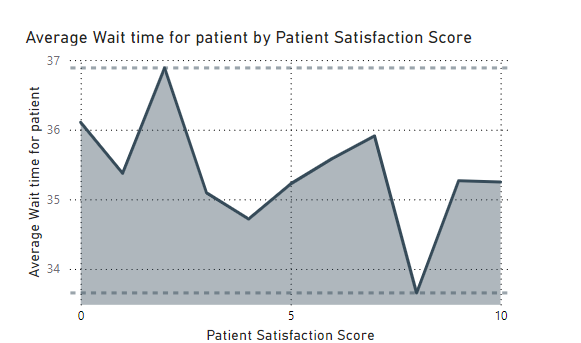 Average Wait time for patient by Patient Satisfaction Score
37
36
35
34
Average Wait time for patient
0 5 10
Patient Satisfaction Score